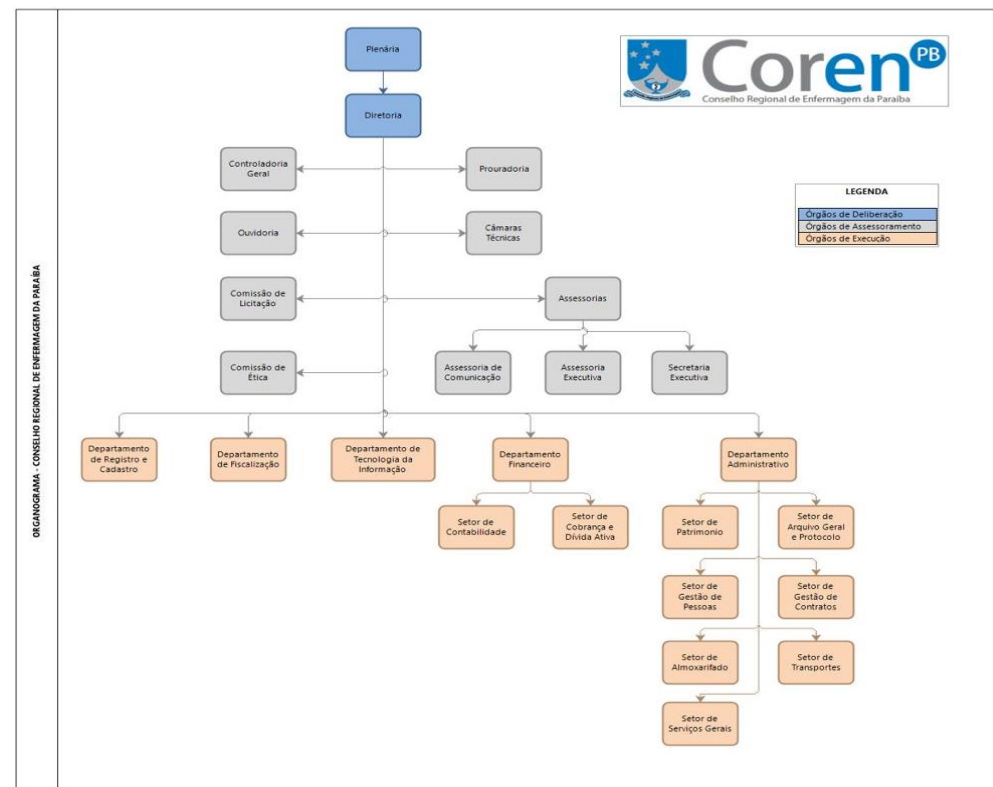 ORGANOGRAMA - CONSELHO REGIONAL DE ENFERMAGEM DA PARAÍBA
Plenária
Coren PB
Conselho Regional de Enfermagem da Paraíba
Diretoria
Controladoria
Geral
Prouradoria
LEGENDA
Órgãos de Deliberação
Órgãos de Assessoramento
Órgãos de Execução
Ouvidoria
Câmaras
Técnicas
Comissão de
Licitação
Assessorias
Comissão de
Ética
Assessoria de
Comunicação
Assessoria
Executiva
Secretaria
Executiva
Departamento
de Registro e
Cadastro
Departamento
de Fiscalização
Departamento de
Tecnologia da
Informação
Departamento
Financeiro
Departamento
Administrativo
Setor de
Contabilidade
Setor de
Cobrança e
Dívida Ativa
Setor de
Patrimonio
Setor de
Arquivo Geral
e Protocolo
Setor de
Gestão de
Pessoas
Setor de
Gestão de
Contratos
Setor de
Almoxarifado
Setor de
Transportes
Setor de
Serviços Gerais